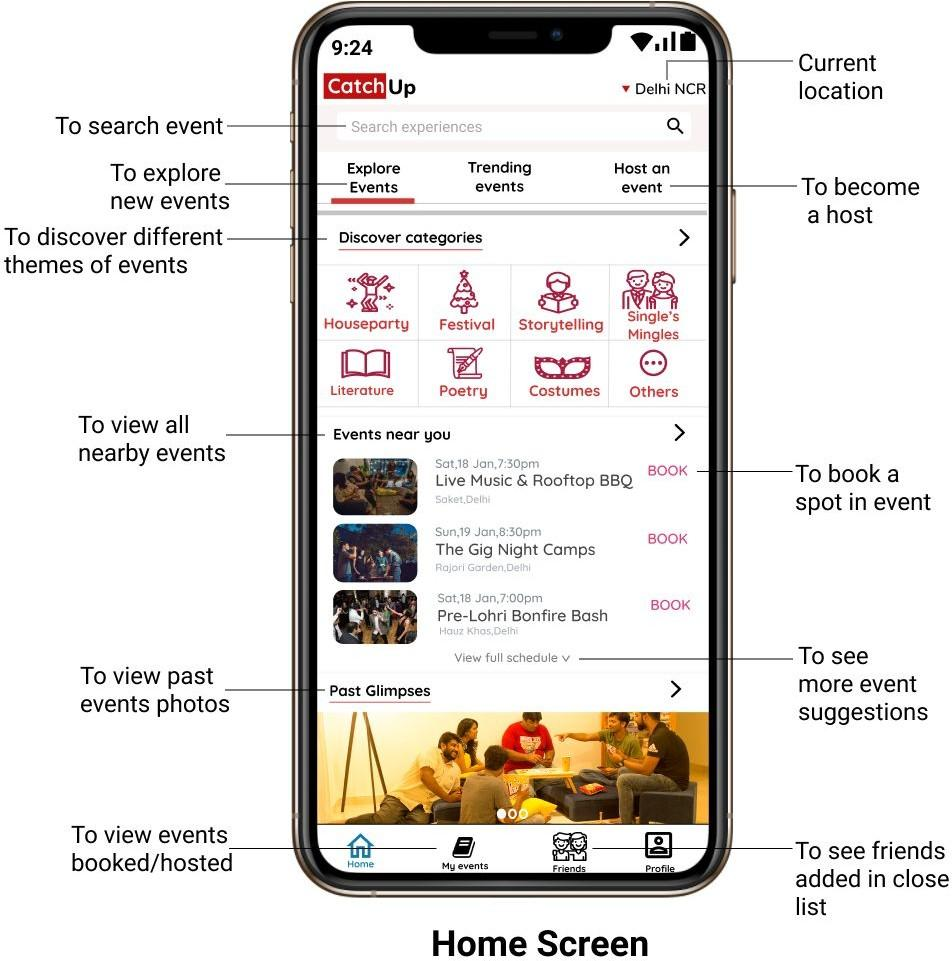 9:24
Current
location
CatchUp
Delhi NCR
To search event
Search experiences
To explore
new events
Explore
Events
Trending
events
Host an
event
To become
a host
To discover different
themes of events
Discover categories
Houseparty
Festival
Storytelling
Single's
Mingles
Literature
Poetry
Costumes
Others
To view all
nearby events
Events near you
Sat,18 Jan,7:30pm
Live Music & Rooftop BBQ
Saket,Delhi
BOOK
To book a
spot in event
Sun,19 Jan,8:30pm
The Gig Night Camps
Rajori Garden,Delhi
BOOK
Sat,18 Jan,7:00pm
Pre-Lohri Bonfire Bash
Hauz Khas,Delhi
BOOK
View full schedule
To see
more event
suggestions
To view past
events photos
Past Glimpses
To view events
booked/hosted
Home
My events
Friends
Profile
To see friends
added in close
list
Home Screen